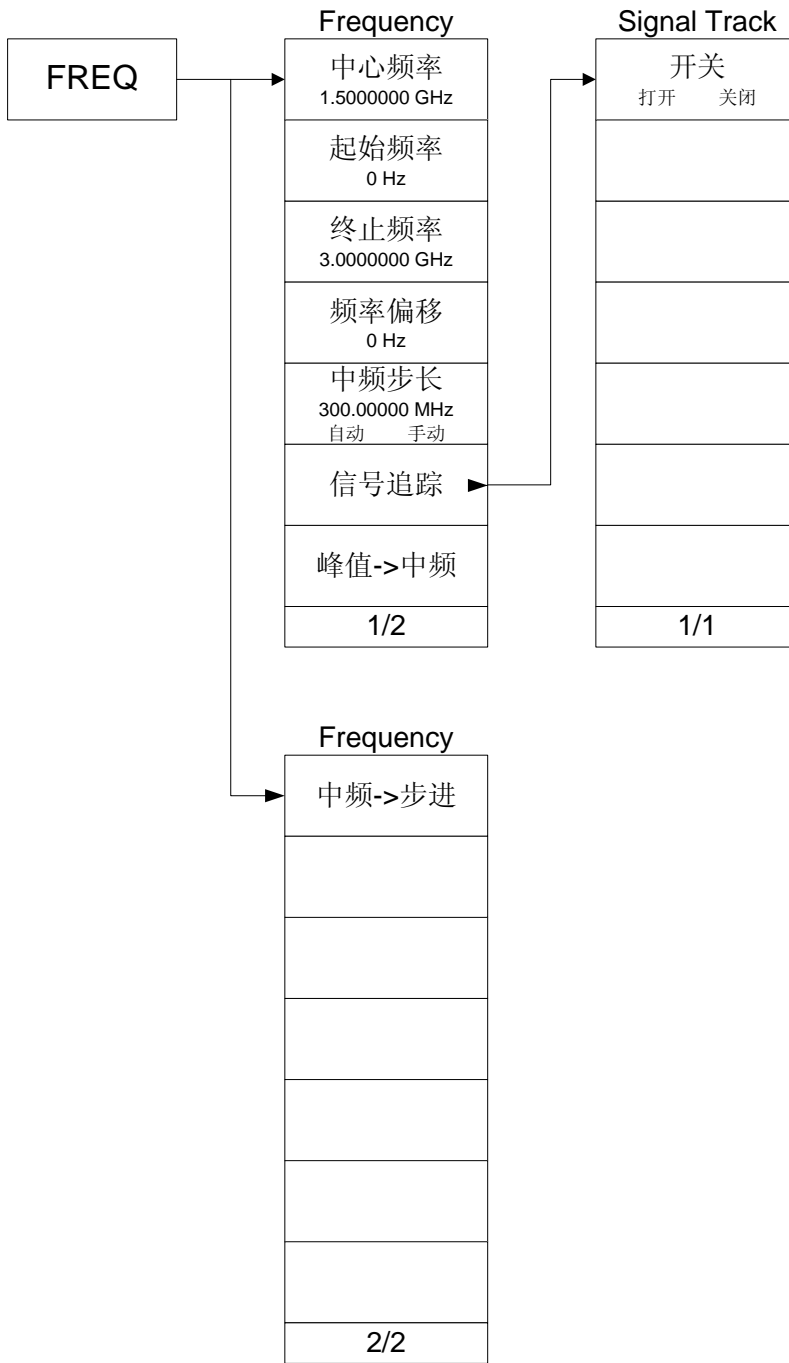 FREQ
Frequency
中心频率
1.5000000 GHz
起始频率
0 Hz
终止频率
3.0000000 GHz
频率偏移
0 Hz
中频步长
300.00000 MHz
自动 手动
信号追踪
峰值->中频
1/2
Signal Track
开关
打开 关闭
1/1
Frequency
中频->步进
2/2